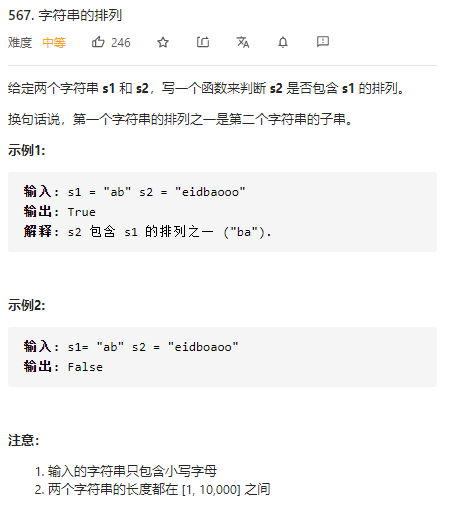 567. 字符串的排列
难度 中等 246
给定两个字符串 s1 和 s2，写一个函数来判断 s2 是否包含 s1 的排列。
换句话说，第一个字符串的排列之一是第二个字符串的子串。
示例1:
输入: s1 = "ab" s2 = "eidbaooo"
输出: True
解释: s2 包含 s1 的排列之一 ("ba").
示例2:
输入: s1= "ab" s2 = "eidboaoo"
输出: False
注意：
1. 输入的字符串只包含小写字母
2. 两个字符串的长度都在 [1, 10,000] 之间